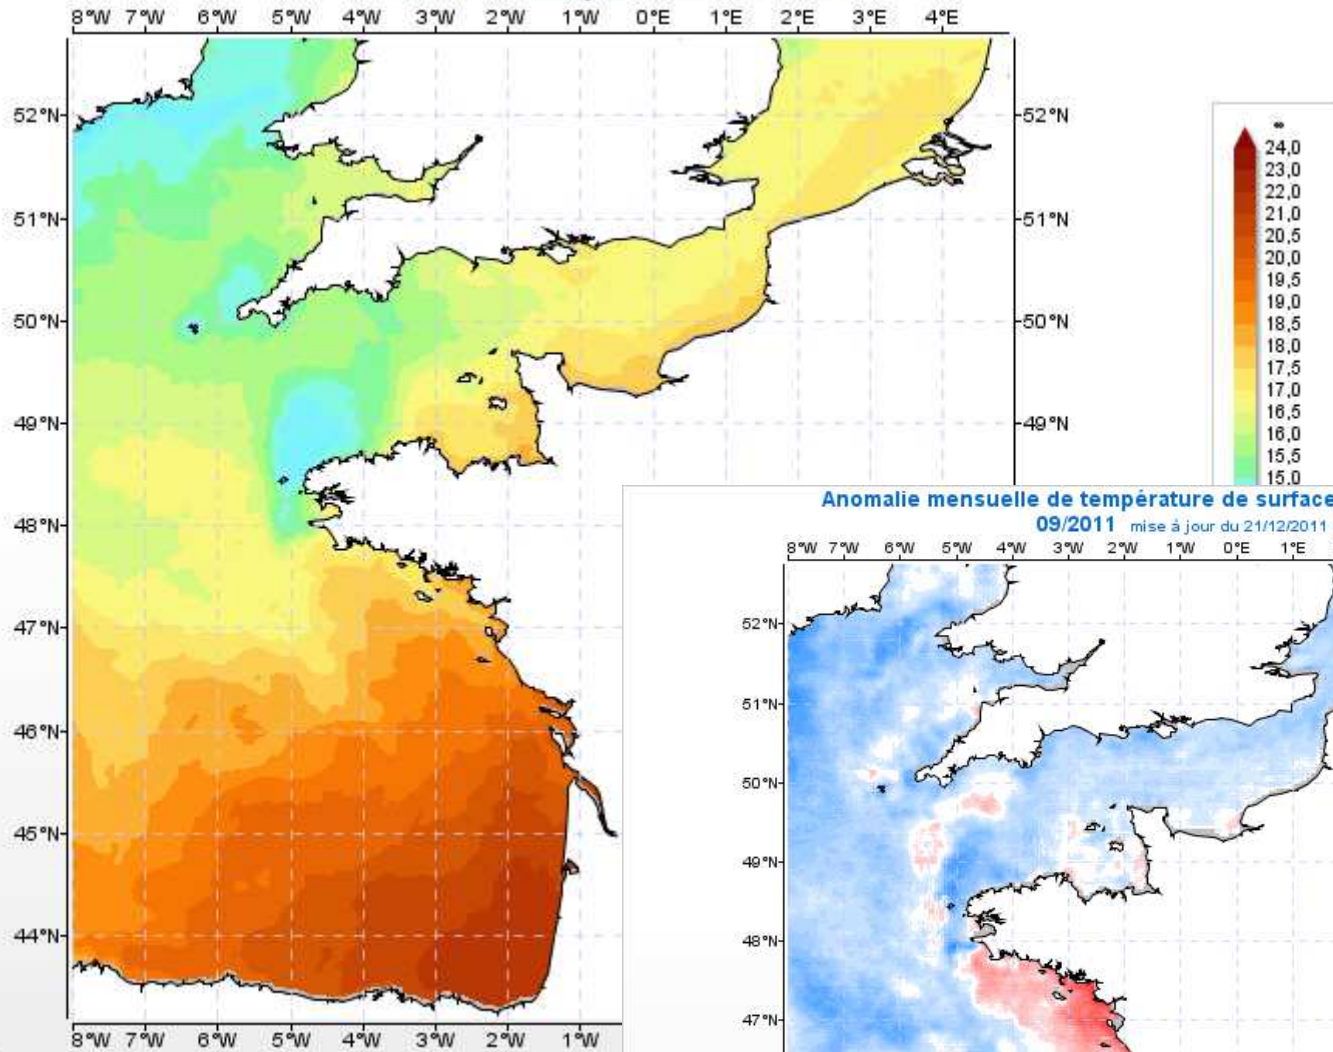 8°W 7°W 6°W 5°W 4°W 3°W 2°W 1°W 0°E 1°E 2°E 3°E 4°E
52°N 52°N
51°N 51°N
50°N 50°N
49°N 49°N
48°N
47°N
46°N
45°N
44°N
8°W 7°W 6°W 5°W 4°W 3°W 2°W 1°W
24,0
23,0
22,0
21,0
20,5
20,0
19,5
19,0
18,5
18,0
17,5
17,0
16,5
16,0
15,5
15,0
Anomalie mensuelle de température de surface
09/2011 mise à jour du 21/12/2011
8°W 7°W 6°W 5°W 4°W 3°W 2°W 1°W 0°E 1°E
52°N
51°N
50°N
49°N
48°N
47°N